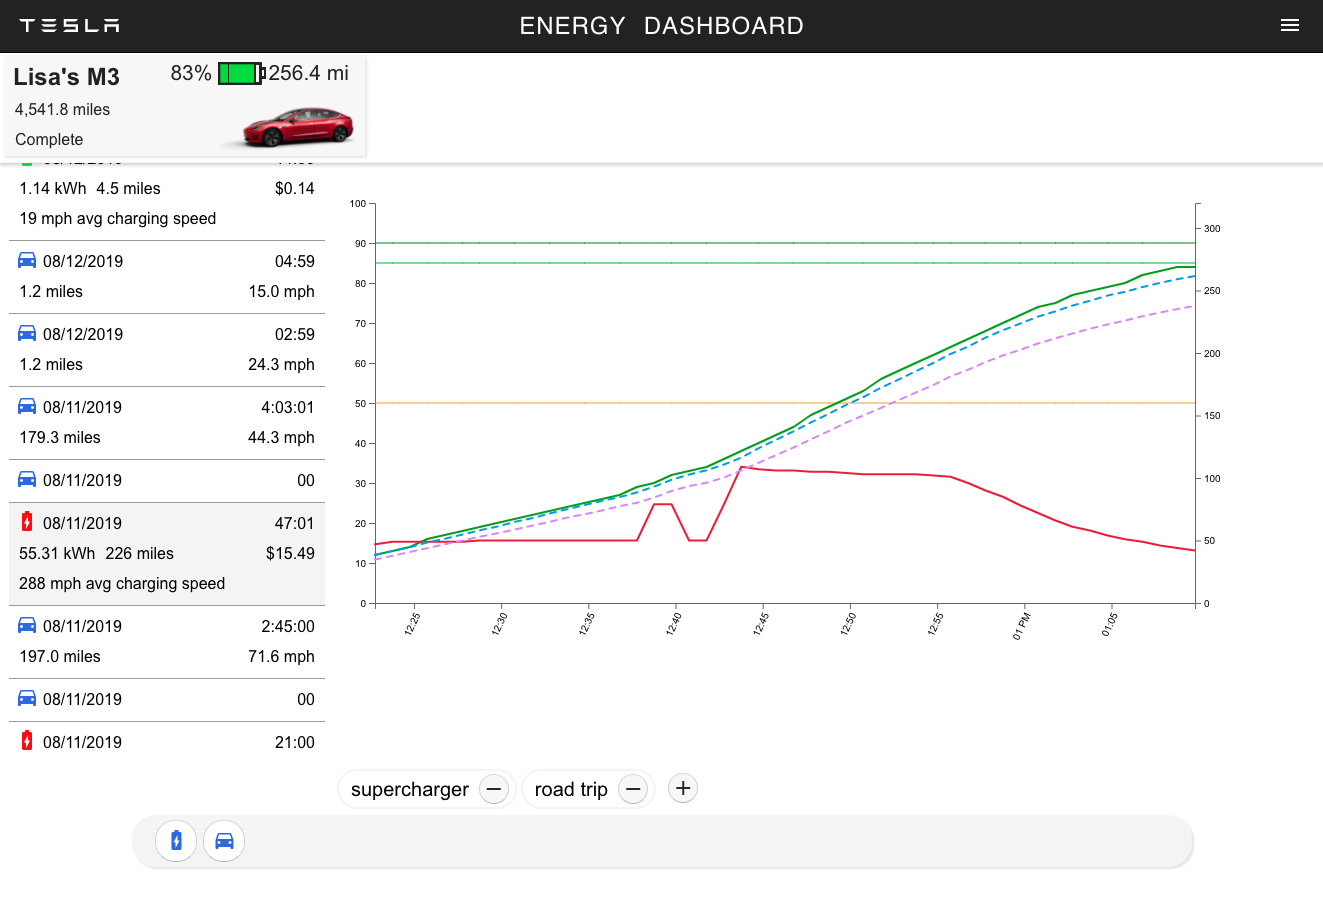 TESLA
ENERGY DASHBOARD
Lisa's M3
83% 256.4 mi
4,541.8 miles
Complete
1.14 kWh 4.5 miles $0.14
19 mph avg charging speed
08/12/2019 04:59
1.2 miles 15.0 mph
08/12/2019 02:59
1.2 miles 24.3 mph
08/11/2019 4:03:01
179.3 miles 44.3 mph
08/11/2019 00
08/11/2019 47:01
55.31 kWh 226 miles $15.49
288 mph avg charging speed
08/11/2019 2:45:00
197.0 miles 71.6 mph
08/11/2019 00
08/11/2019 21:00
100
90
80
70
60
50
40
30
20
10
0
300
250
200
150
100
50
0
12:25
12:30
12:35
12:40
12:45
12:50
12:55
01 PM
01:05
supercharger
road trip